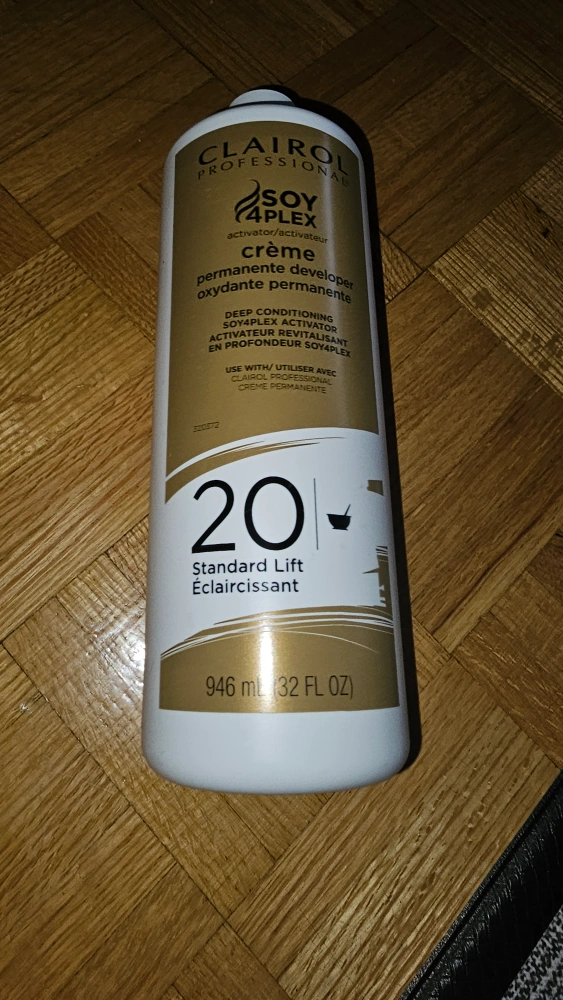 CLAIROL
PROFESSIONAL
SOY
4PLEX
activator/activateur
crème
permanente developer
oxydante permanente
DEEP CONDITIONING
SOY4PLEX ACTIVATOR
ACTIVATEUR REVITALISANT
EN PROFONDEUR SOY4PLEX
USE WITH/ UTILISER AVEC
CLAIROL PROFESSIONAL
CRÈME PERMANENTE
320372
20
Standard Lift
Éclaircissant
946 mL (32 FL OZ)